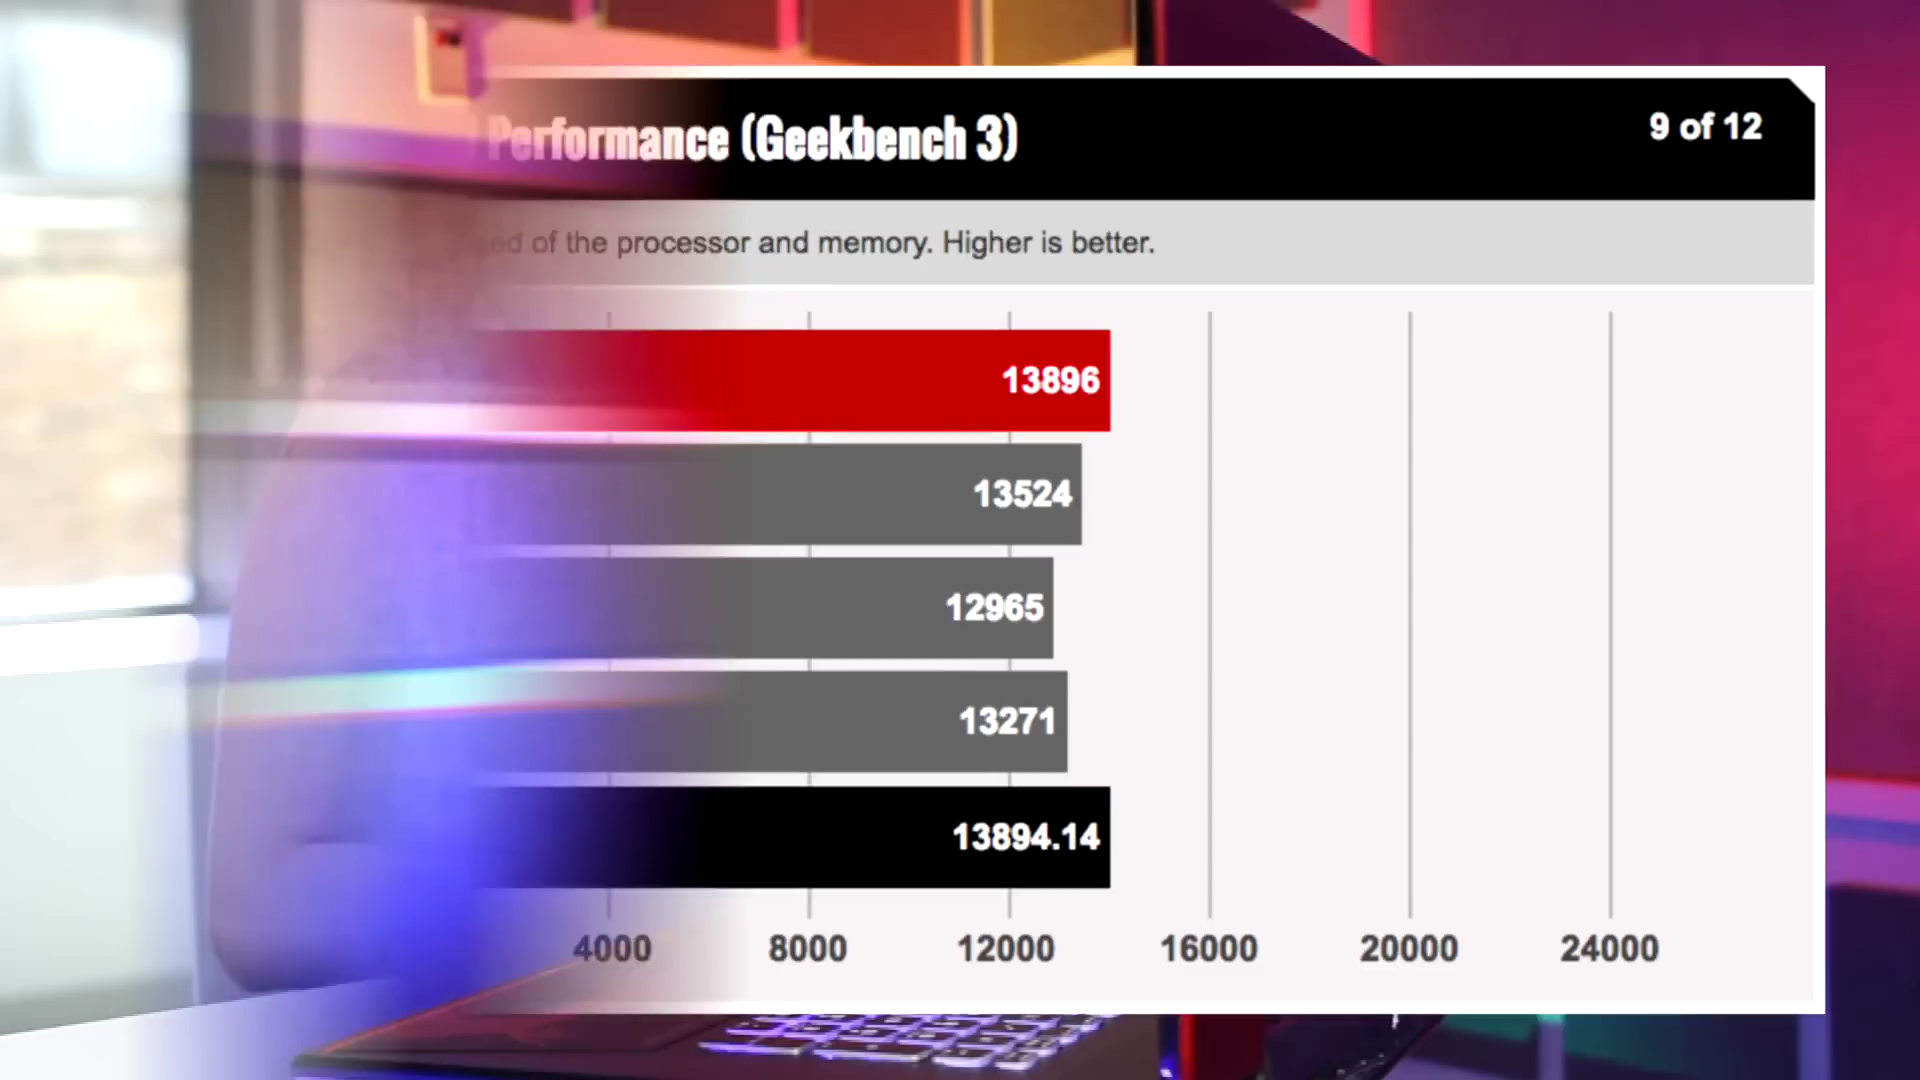 Performance (Geekbench 3)
9 of 12
of the processor and memory. Higher is better.
13896
13524
12965
13271
13894.14
4000 8000 12000 16000 20000 24000